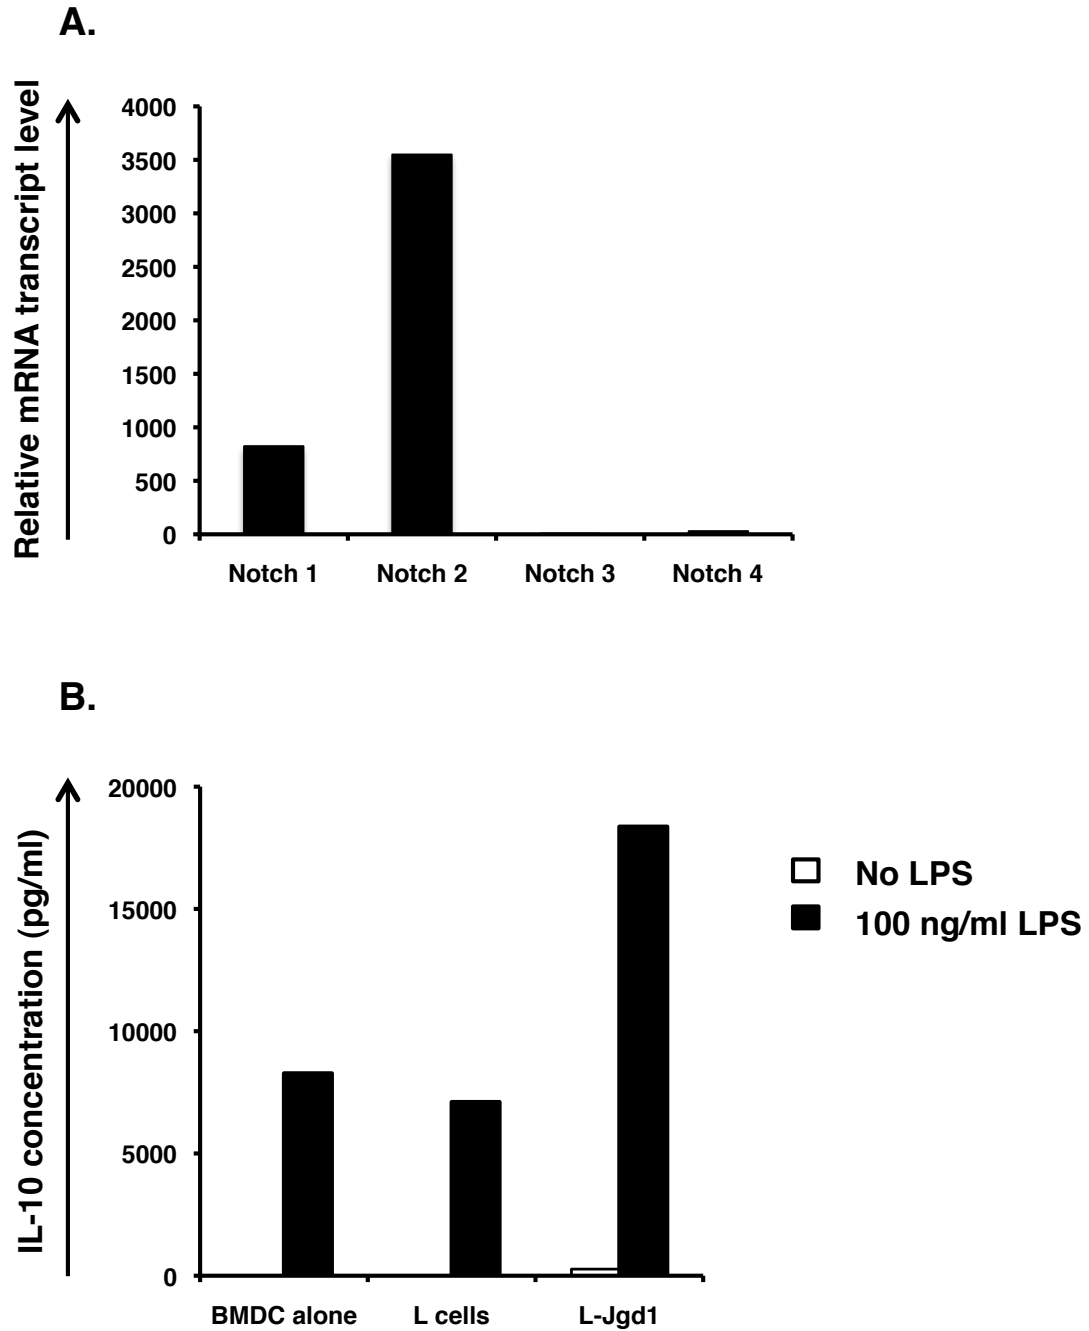 A.
Relative mRNA transcript level
4000
3500
3000
2500
2000
1500
1000
500
0
Notch 1 Notch 2 Notch 3 Notch 4
B.
IL-10 concentration (pg/ml)
20000
15000
10000
5000
0
BMDC alone L cells L-Jgd1
No LPS
100 ng/ml LPS